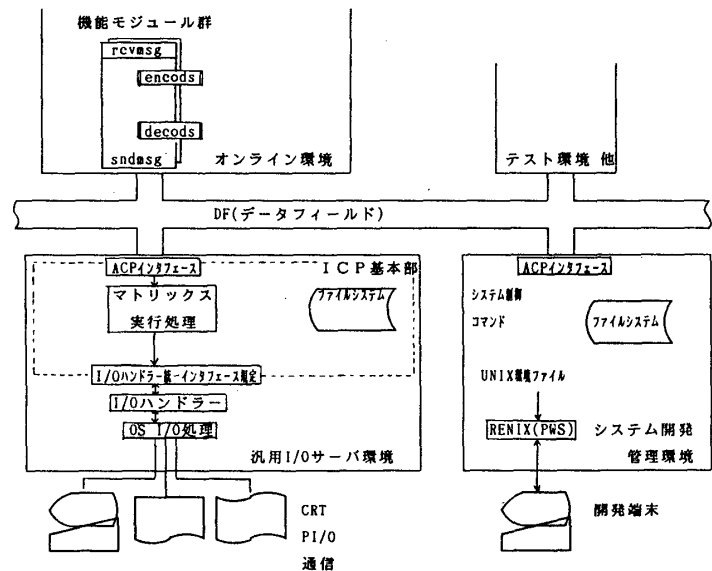 機能モジュール群
rcvmsg
encods
decods
sndmsg
オンライン環境
テスト環境 他
DF(データフィールド)
ACPインタフェース
ICP基本部
マトリックス
実行処理
ファイルシステム
I/Oハンドラー統一インタフェース規定
I/Oハンドラー
OS I/O処理
汎用I/Oサーバ環境
CRT
PI/O
通信
ACPインタフェース
システム制御
コマンド
ファイルシステム
UNIX環境ファイル
RENIX(PWS)
システム開発
管理環境
開発端末